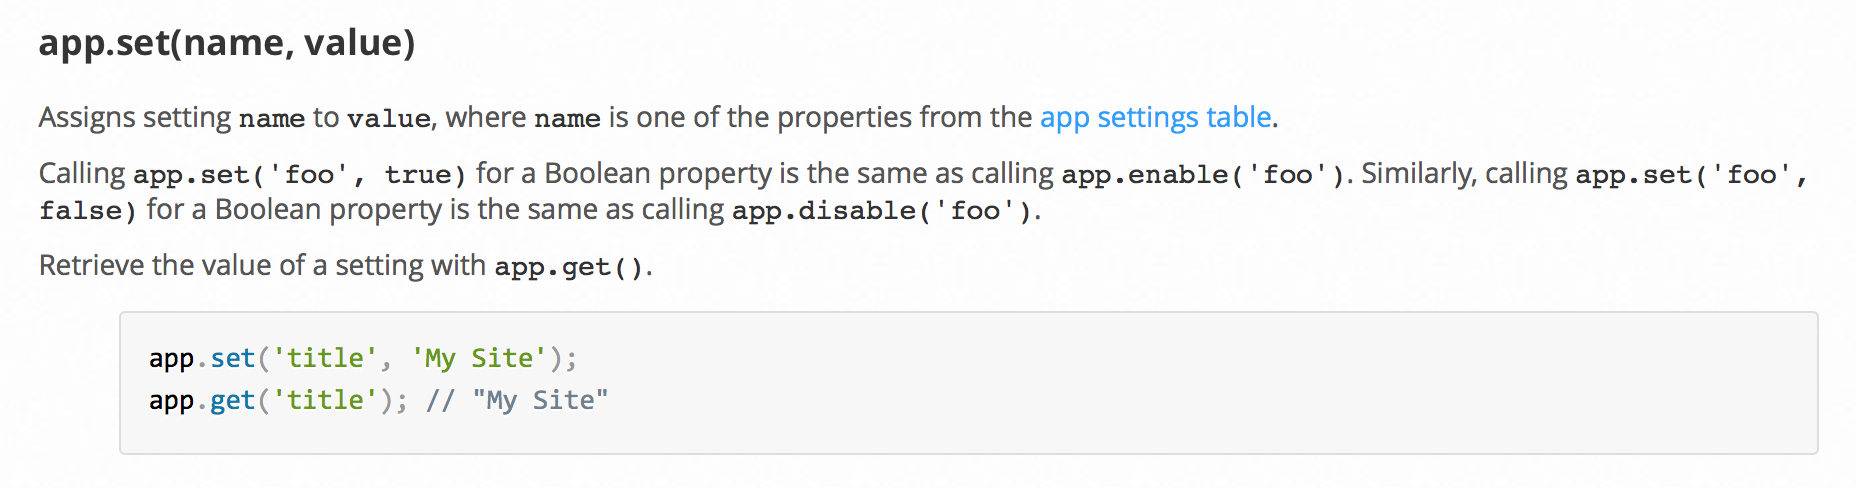 app.set(name, value)
Assigns setting name to value, where name is one of the properties from the app settings table.
Calling app.set('foo', true) for a Boolean property is the same as calling app.enable('foo'). Similarly, calling app.set('foo',
false) for a Boolean property is the same as calling app.disable('foo').
Retrieve the value of a setting with app.get().
app.set('title', 'My Site');
app.get('title'); // "My Site"